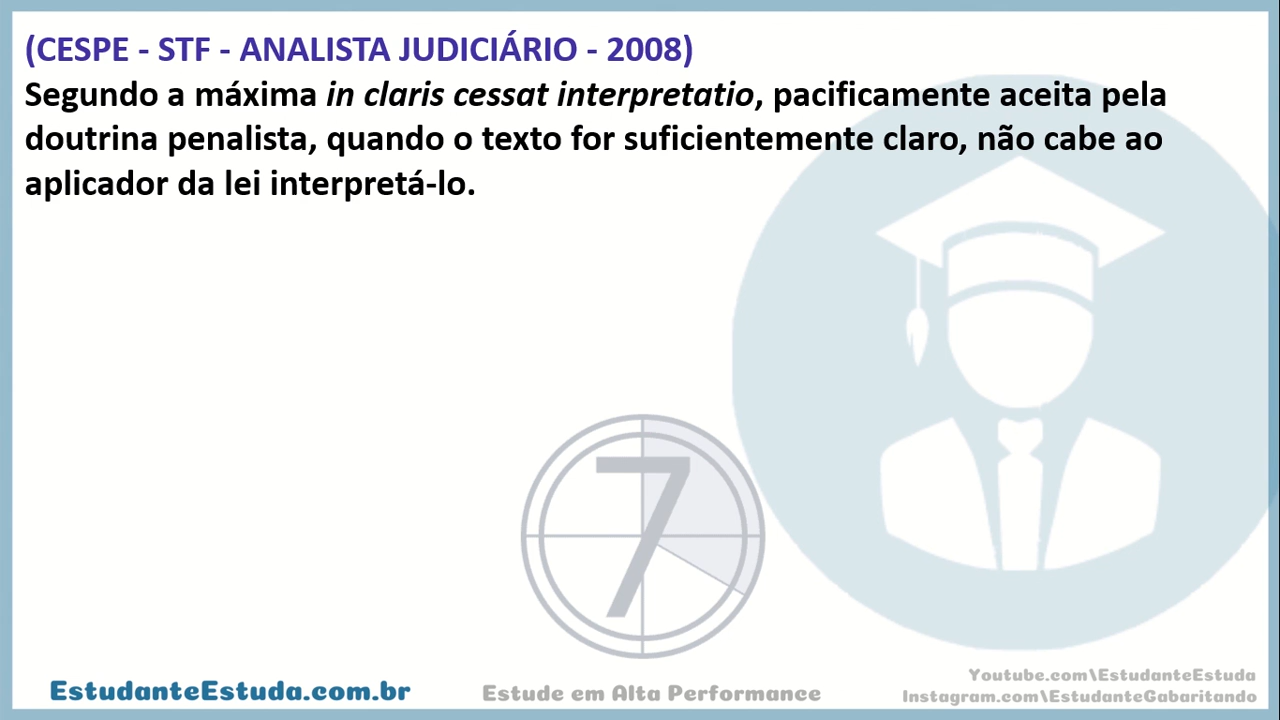 (CESPE - STF - ANALISTA JUDICIÁRIO - 2008)
Segundo a máxima in claris cessat interpretatio, pacificamente aceita pela
doutrina penalista, quando o texto for suficientemente claro, não cabe ao
aplicador da lei interpretá-lo.
7
EstudanteEstuda.com.br
Estude em Alta Performance
Youtube.com\EstudanteEstuda
Instagram.com\EstudanteGabaritando